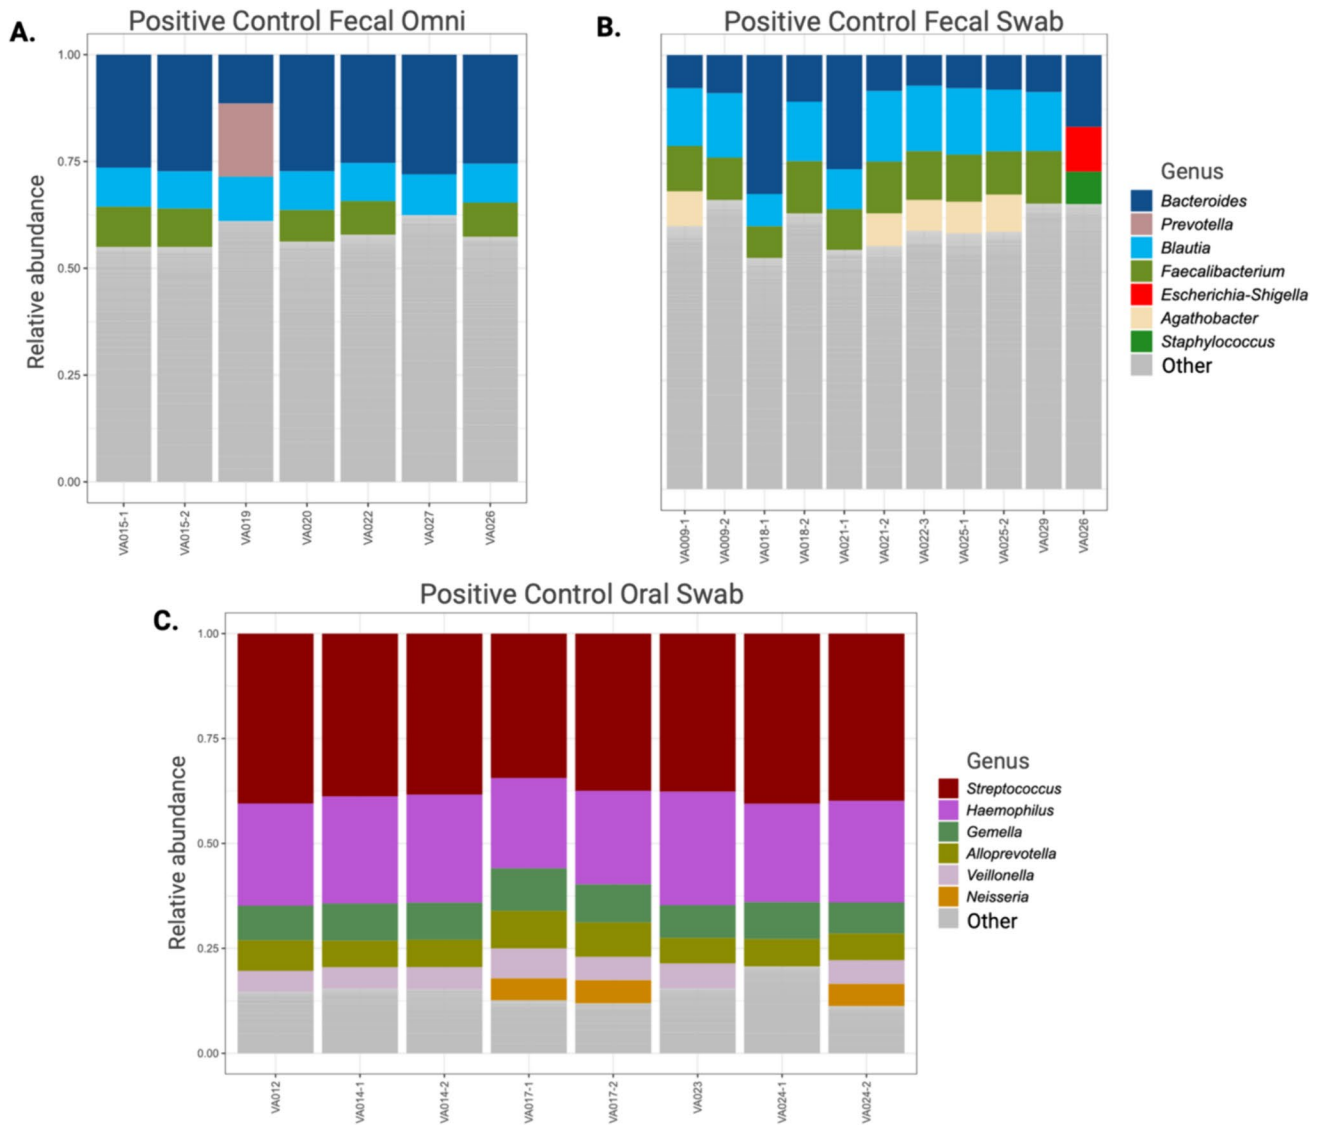 A.
Positive Control Fecal Omni
Relative abundance
1.00
0.75
0.50
0.25
0.00
VA015-1
VA015-2
VA019
VA020
VA022
VA027
VA026
B.
Positive Control Fecal Swab
VA009-1
VA009-2
VA018-1
VA018-2
VA021-1
VA021-2
VA022-3
VA025-1
VA025-2
VA029
VA026
Genus
Bacteroides
Prevotella
Blautia
Faecalibacterium
Escherichia-Shigella
Agathobacter
Staphylococcus
Other
C.
Positive Control Oral Swab
Relative abundance
1.00
0.75
0.50
0.25
0.00
VA012
VA014-1
VA014-2
VA017-1
VA017-2
VA023
VA024-1
VA024-2
Genus
Streptococcus
Haemophilus
Gemella
Alloprevotella
Veillonella
Neisseria
Other